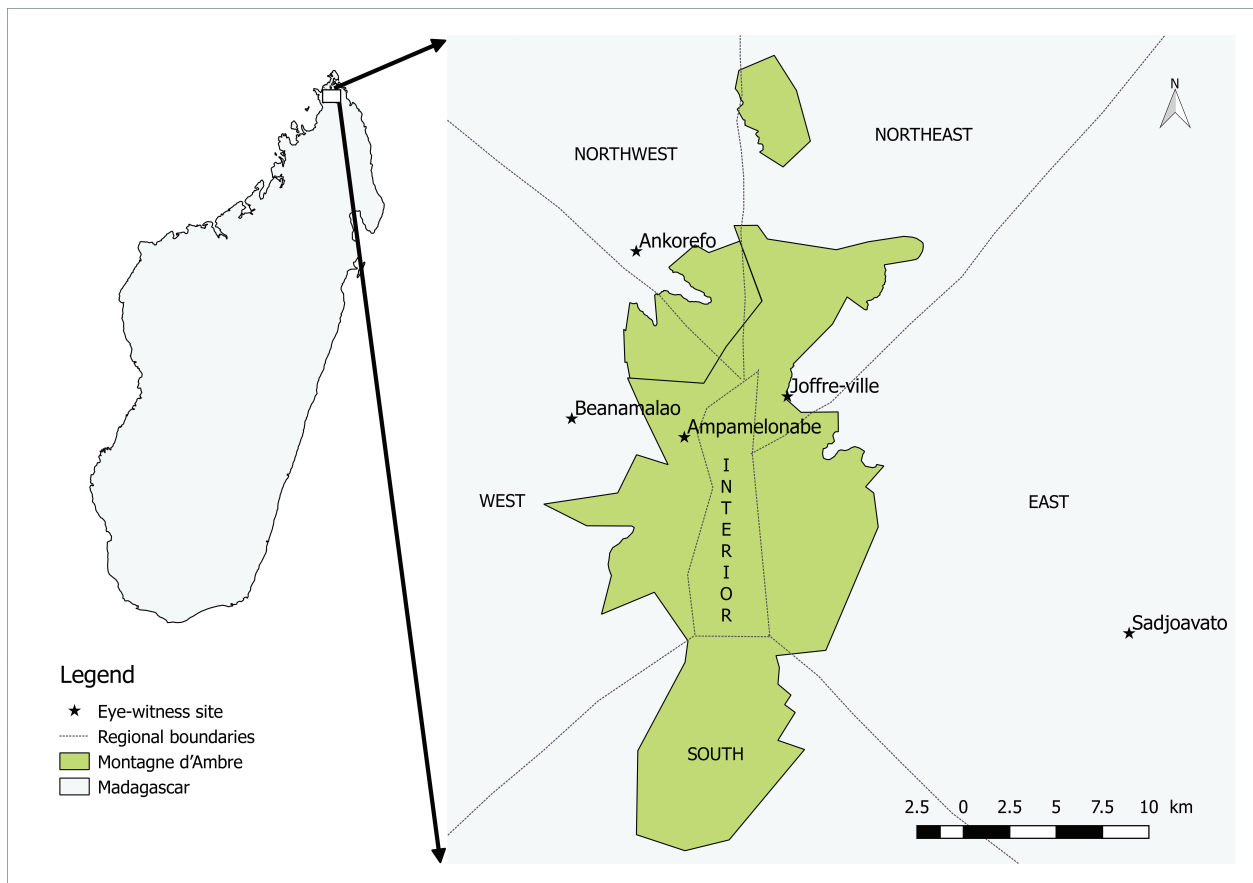 N
NORTHEAST
NORTHWEST
Ankorefo
Joffre-ville
Beanamalao
Ampamelonabe
INTERIOR
WEST
EAST
Sadjoavato
SOUTH
Legend
Eye-witness site
Regional boundaries
Montagne d'Ambre
Madagascar
2.5 0 2.5 5 7.5 10 km